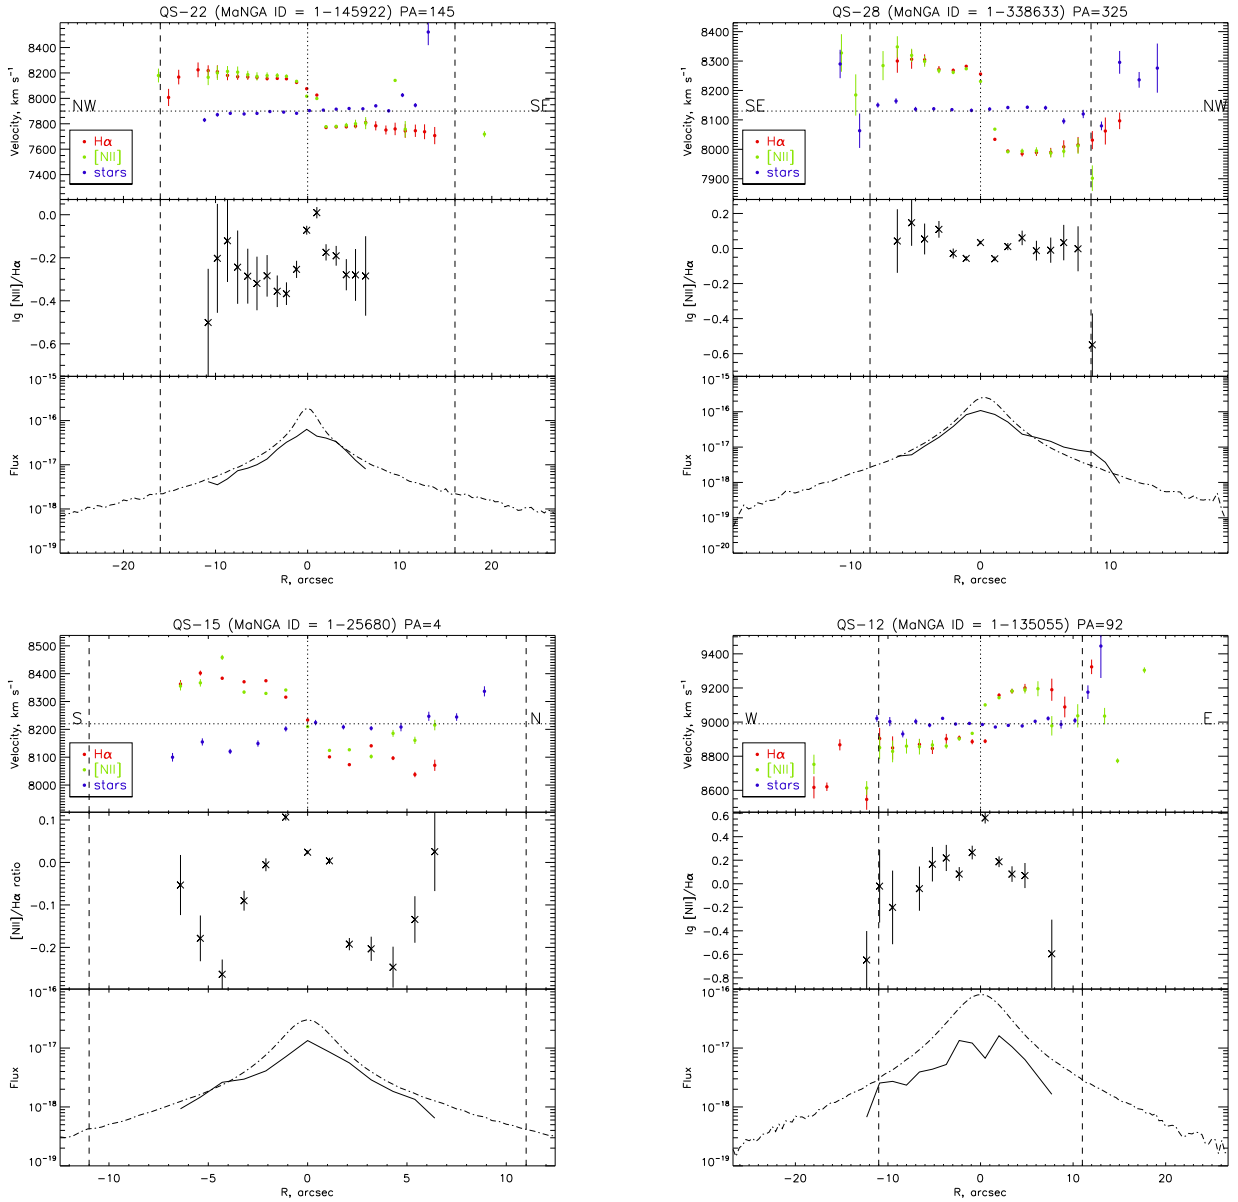 QS-22 (MaNGA ID = 1-145922) PA=145
Velocity, km s⁻¹
8400
8200
8000
7800
7600
7400
NW
SE
Hα
[NII]
stars
lg [NII]/Hα
0.0
-0.2
-0.4
-0.6
Flux
10⁻¹⁵
10⁻¹⁶
10⁻¹⁷
10⁻¹⁸
10⁻¹⁹
-20 -10 0 10 20
R, arcsec
QS-28 (MaNGA ID = 1-338633) PA=325
Velocity, km s⁻¹
8400
8300
8200
8100
8000
7900
SE
NW
Hα
[NII]
stars
lg [NII]/Hα
0.2
0.0
-0.2
-0.4
-0.6
Flux
10⁻¹⁵
10⁻¹⁶
10⁻¹⁷
10⁻¹⁸
10⁻¹⁹
10⁻²⁰
-10 0 10
R, arcsec
QS-15 (MaNGA ID = 1-25680) PA=4
Velocity, km s⁻¹
8500
8400
8300
8200
8100
8000
S
N
Hα
[NII]
stars
[NII]/Hα ratio
0.1
0.0
-0.1
-0.2
Flux
10⁻¹⁶
10⁻¹⁷
10⁻¹⁸
10⁻¹⁹
-10 -5 0 5 10
R, arcsec
QS-12 (MaNGA ID = 1-135055) PA=92
Velocity, km s⁻¹
9400
9200
9000
8800
8600
W
E
Hα
[NII]
stars
lg [NII]/Hα
0.6
0.4
0.2
0.0
-0.2
-0.4
-0.6
-0.8
Flux
10⁻¹⁶
10⁻¹⁷
10⁻¹⁸
10⁻¹⁹
-20 -10 0 10 20
R, arcsec